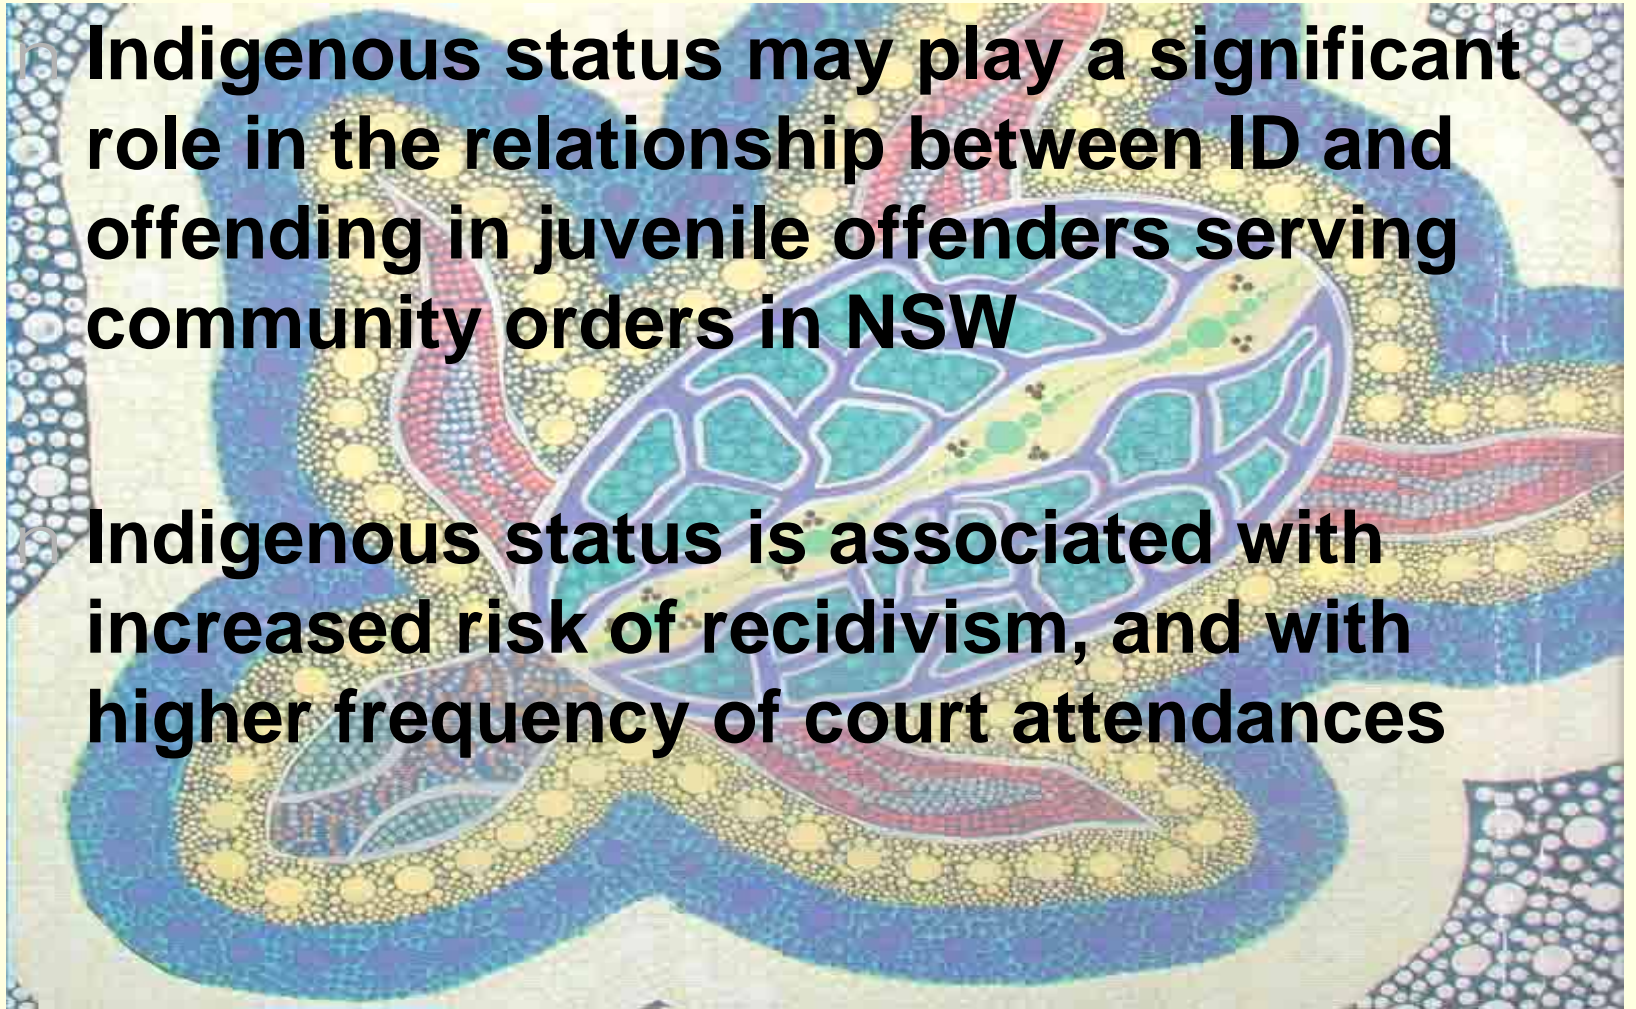 n Indigenous status may play a significant
role in the relationship between ID and
offending in juvenile offenders serving
community orders in NSW
n Indigenous status is associated with
increased risk of recidivism, and with
higher frequency of court attendances